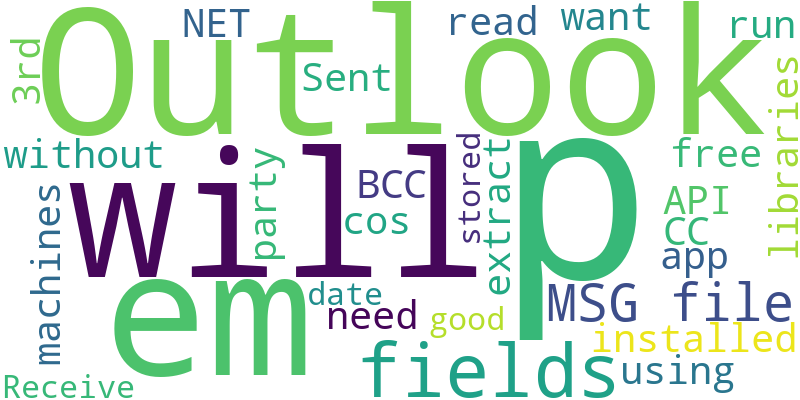 NET
read
want
run
3rd
Outlook
Sent
libraries
without
will
p
party
BCC
cos
stored
extract
free
API
CC
app
machines
em
date
need
good
MSG file
installed
Receive
fields
using